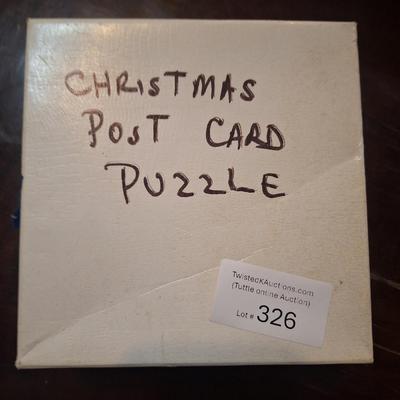 CHRISTMAS
POST CARD
PUZZLE
TwistedKAuctions.com
(Tuttle online Auction)
Lot # 326